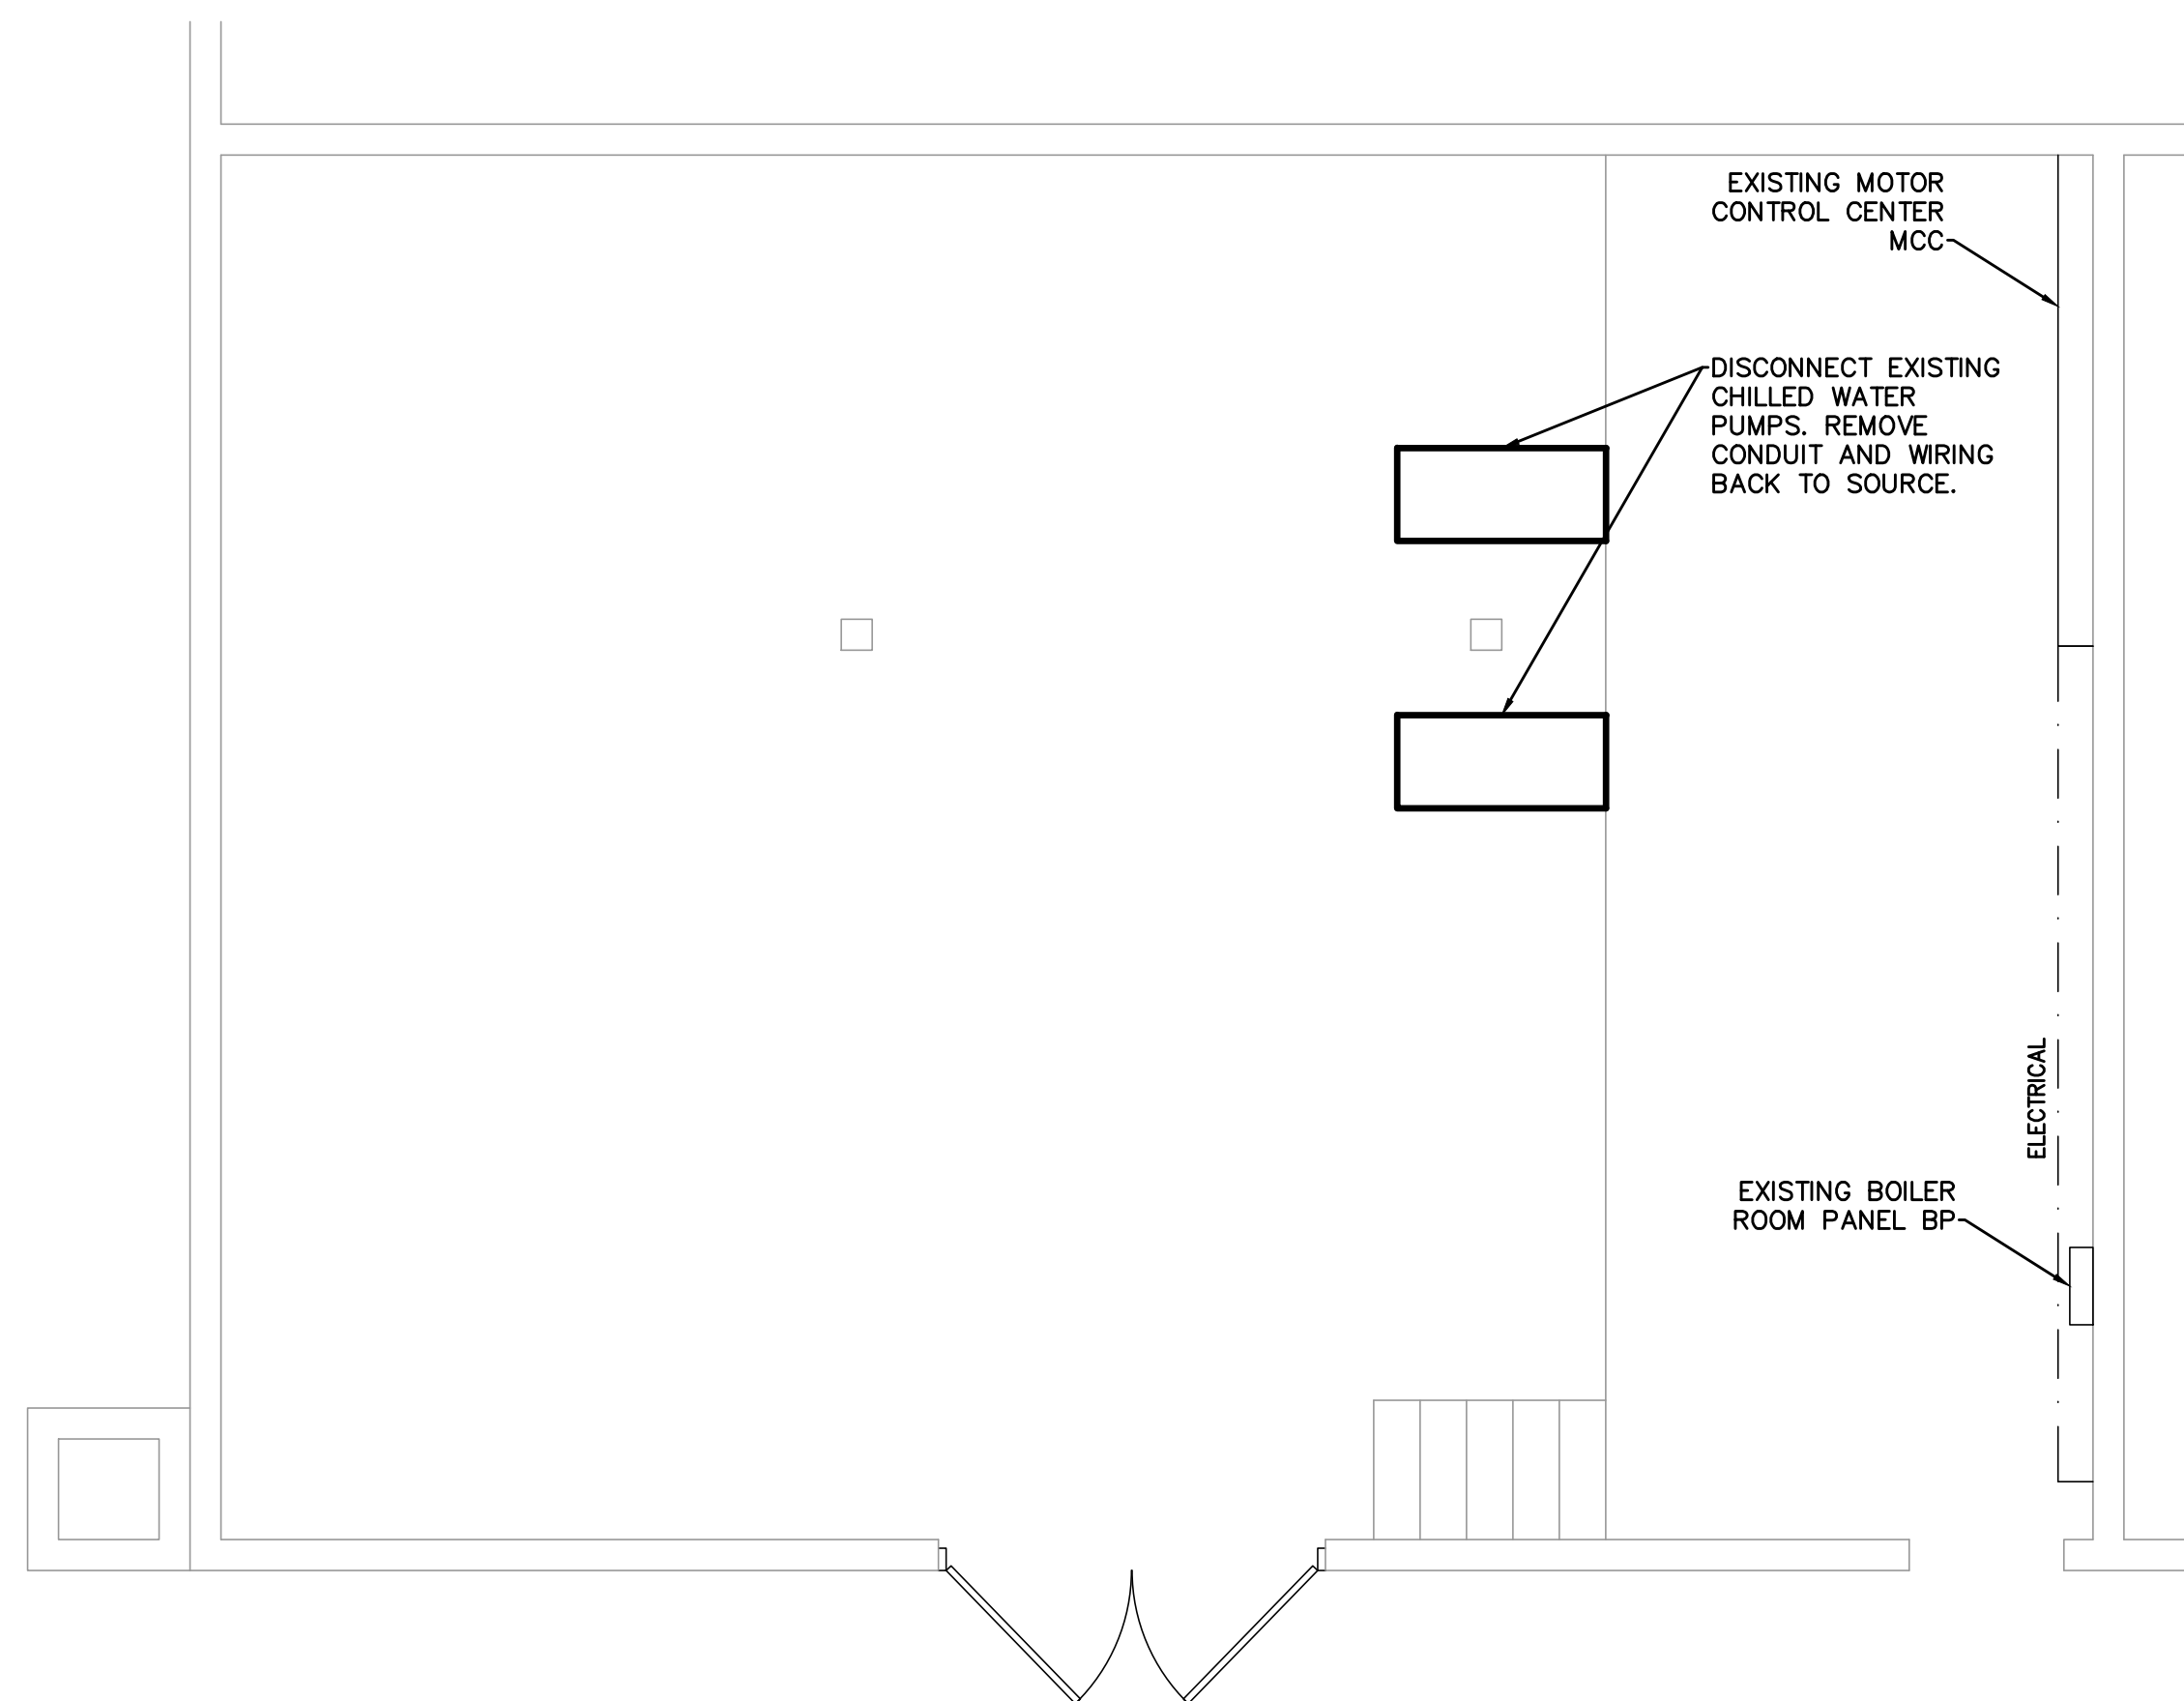 EXISTING MOTOR
CONTROL CENTER
MCC
DISCONNECT EXISTING
CHILLED WATER
PUMPS. REMOVE
CONDUIT AND WIRING
BACK TO SOURCE.
ELECTRICAL
EXISTING BOILER
ROOM PANEL BP